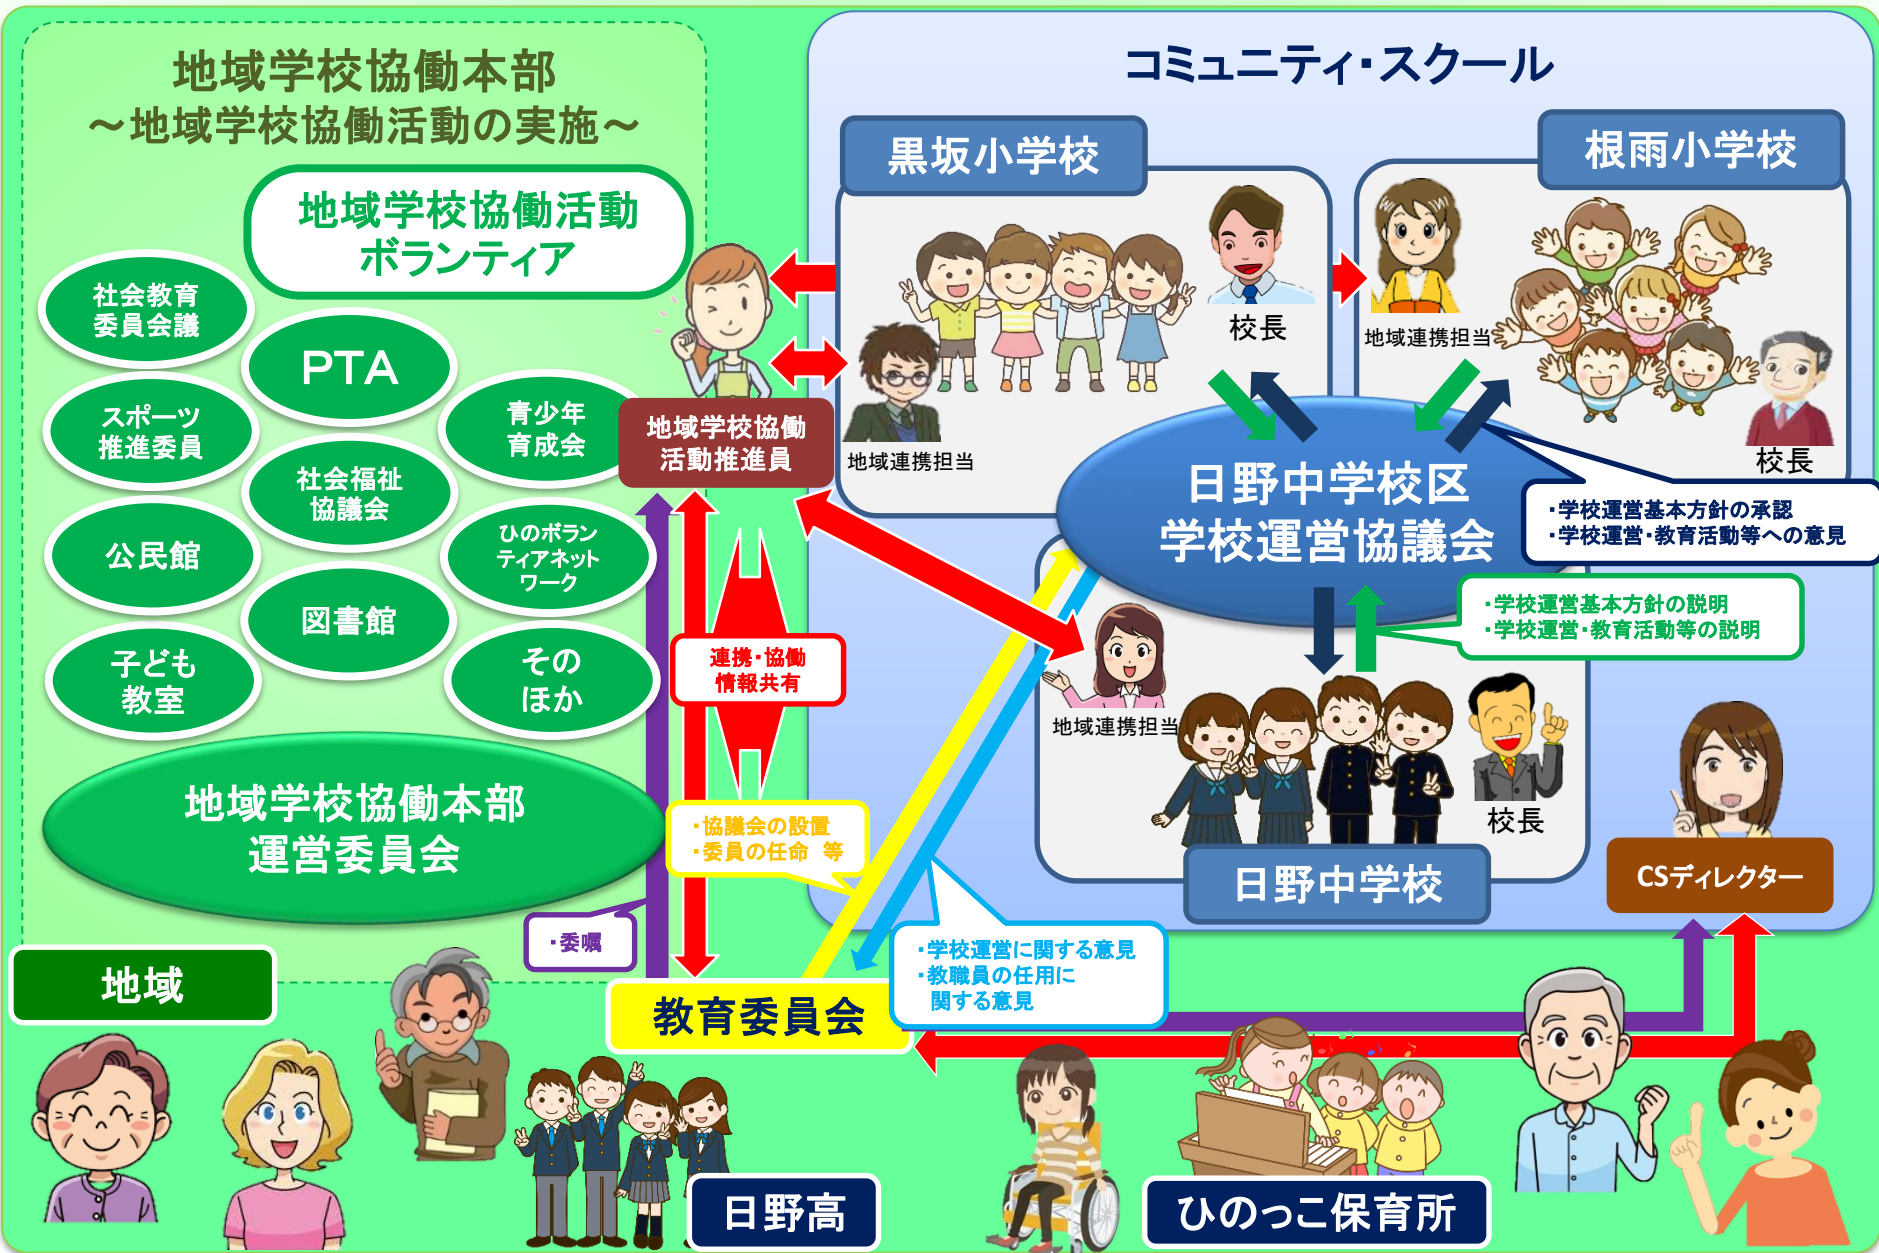 地域学校協働本部
～地域学校協働活動の実施～
地域学校協働活動
ボランティア
社会教育
委員会議
PTA
スポーツ
推進委員
青少年
育成会
社会福祉
協議会
公民館
ひのボラン
ティアネット
ワーク
図書館
子ども
教室
その
ほか
地域学校協働本部
運営委員会
地域学校協働
活動推進員
連携・協働
情報共有
・協議会の設置
・委員の任命 等
・委嘱
地域
教育委員会
・学校運営に関する意見
・教職員の任用に
関する意見
コミュニティ・スクール
黒坂小学校
校長
地域連携担当
根雨小学校
地域連携担当
校長
日野中学校区
学校運営協議会
・学校運営基本方針の承認
・学校運営・教育活動等への意見
・学校運営基本方針の説明
・学校運営・教育活動等の説明
地域連携担当
校長
日野中学校
CSディレクター
日野高
ひのっこ保育所